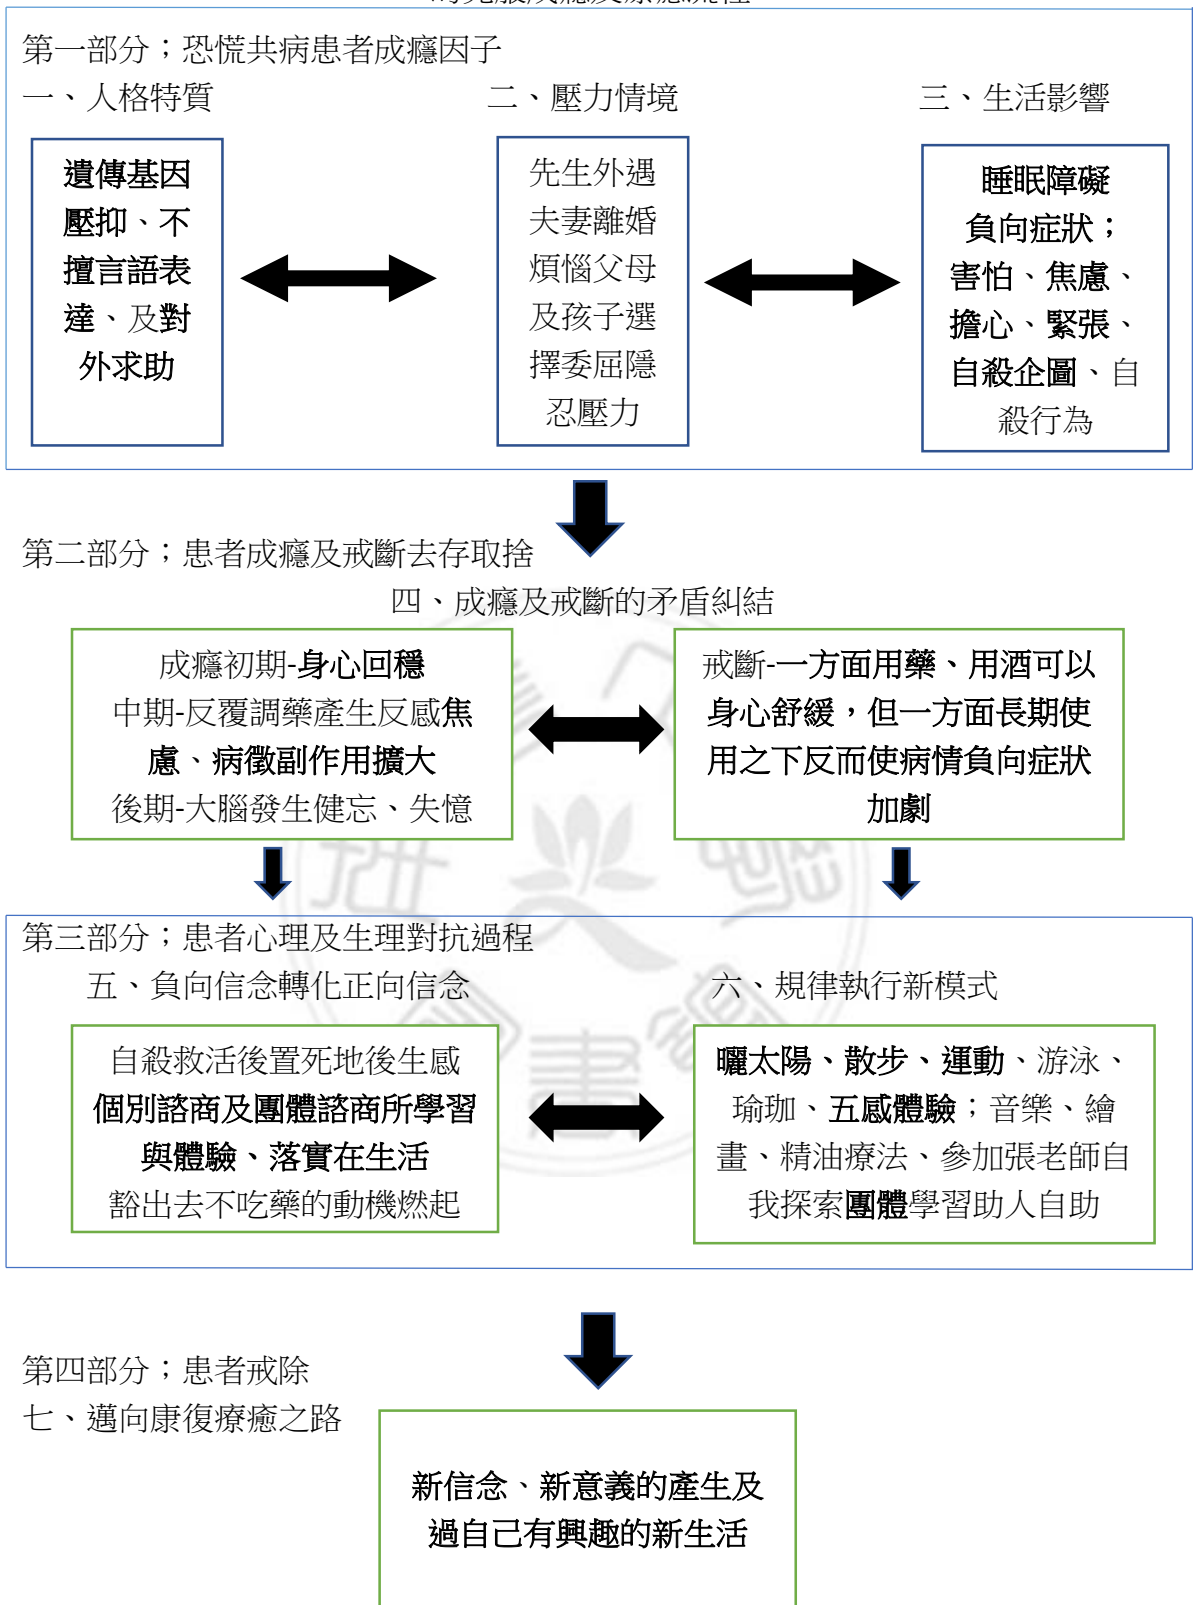 第一部分；恐慌共病患者成癮因子
一、人格特質
二、壓力情境
三、生活影響
遺傳基因
壓抑、不
擅言語表
達、及對
外求助
先生外遇
夫妻離婚
煩惱父母
及孩子選
擇委屈隱
忍壓力
睡眠障礙
負向症狀；
害怕、焦慮、
擔心、緊張、
自殺企圖、自
殺行為
第二部分；患者成癮及戒斷去存取捨
四、成癮及戒斷的矛盾糾結
成癮初期-身心回穩
中期-反覆調藥產生反感焦
慮、病徵副作用擴大
後期-大腦發生健忘、失憶
戒斷-一方面用藥、用酒可以
身心舒緩，但一方面長期使
用之下反而使病情負向症狀
加劇
第三部分；患者心理及生理對抗過程
五、負向信念轉化正向信念
六、規律執行新模式
自殺救活後置死地後生感
個別諮商及團體諮商所學習
與體驗、落實在生活
豁出去不吃藥的動機燃起
曬太陽、散步、運動、游泳、
瑜珈、五感體驗；音樂、繪
畫、精油療法、參加張老師自
我探索團體學習助人自助
第四部分；患者戒除
七、邁向康復療癒之路
新信念、新意義的產生及
過自己有興趣的新生活